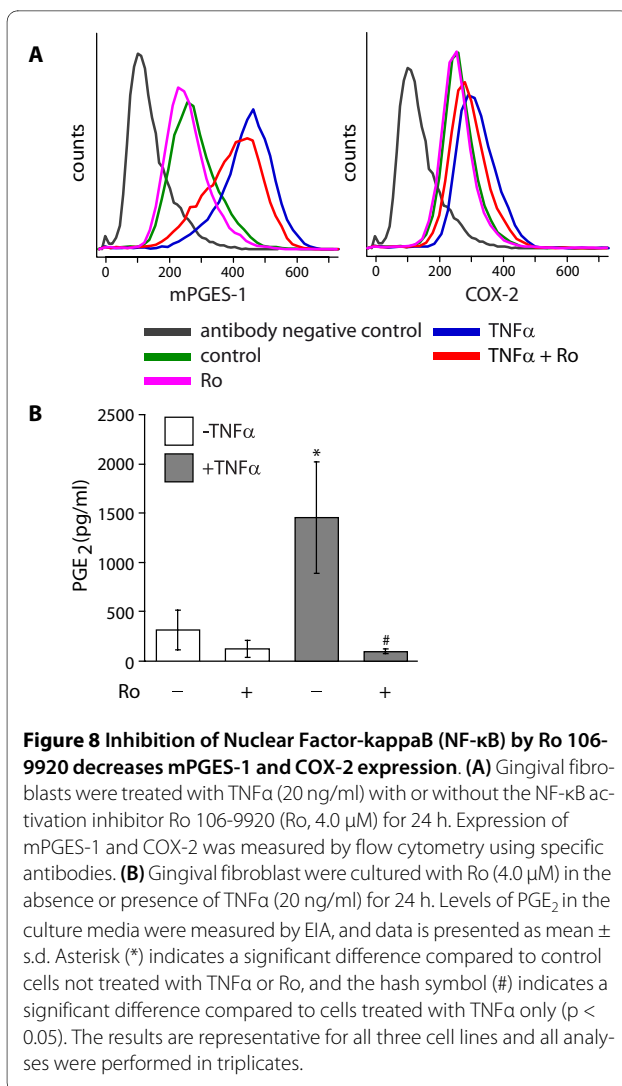 A
counts
0 200 400 600
mPGES-1
counts
0 200 400 600
COX-2
antibody negative control
control
Ro
TNFα
TNFα + Ro
B
PGE2 (pg/ml)
2500
2000
1500
1000
500
0
-TNFα
+TNFα
*
#
Ro − + − +
Figure 8 Inhibition of Nuclear Factor-kappaB (NF-κB) by Ro 106-
9920 decreases mPGES-1 and COX-2 expression. (A) Gingival fibro-
blasts were treated with TNFα (20 ng/ml) with or without the NF-κB ac-
tivation inhibitor Ro 106-9920 (Ro, 4.0 μM) for 24 h. Expression of
mPGES-1 and COX-2 was measured by flow cytometry using specific
antibodies. (B) Gingival fibroblast were cultured with Ro (4.0 μM) in the
absence or presence of TNFα (20 ng/ml) for 24 h. Levels of PGE2 in the
culture media were measured by EIA, and data is presented as mean ±
s.d. Asterisk (*) indicates a significant difference compared to control
cells not treated with TNFα or Ro, and the hash symbol (#) indicates a
significant difference compared to cells treated with TNFα only (p <
0.05). The results are representative for all three cell lines and all analy-
ses were performed in triplicates.